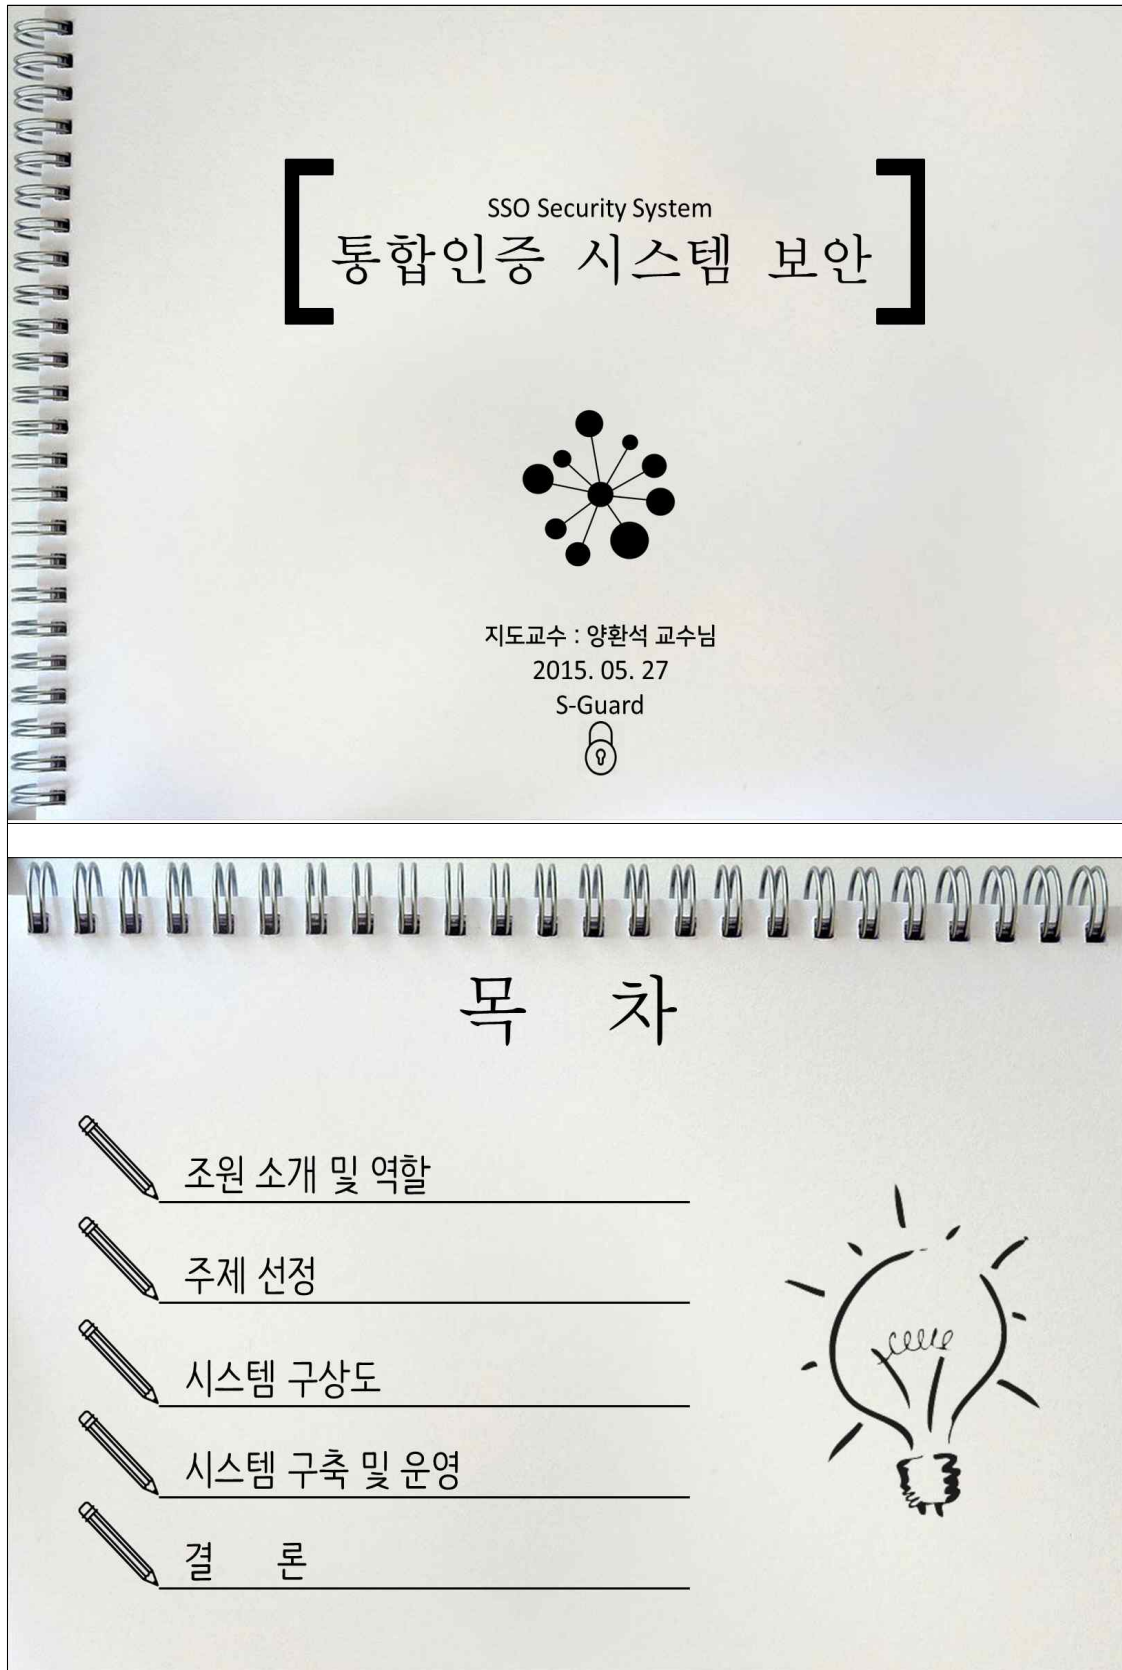 SSO Security System
통합인증 시스템 보안
지도교수 : 양환석 교수님
2015. 05. 27
S-Guard
목 차
조원 소개 및 역할
주제 선정
시스템 구상도
시스템 구축 및 운영
결 론